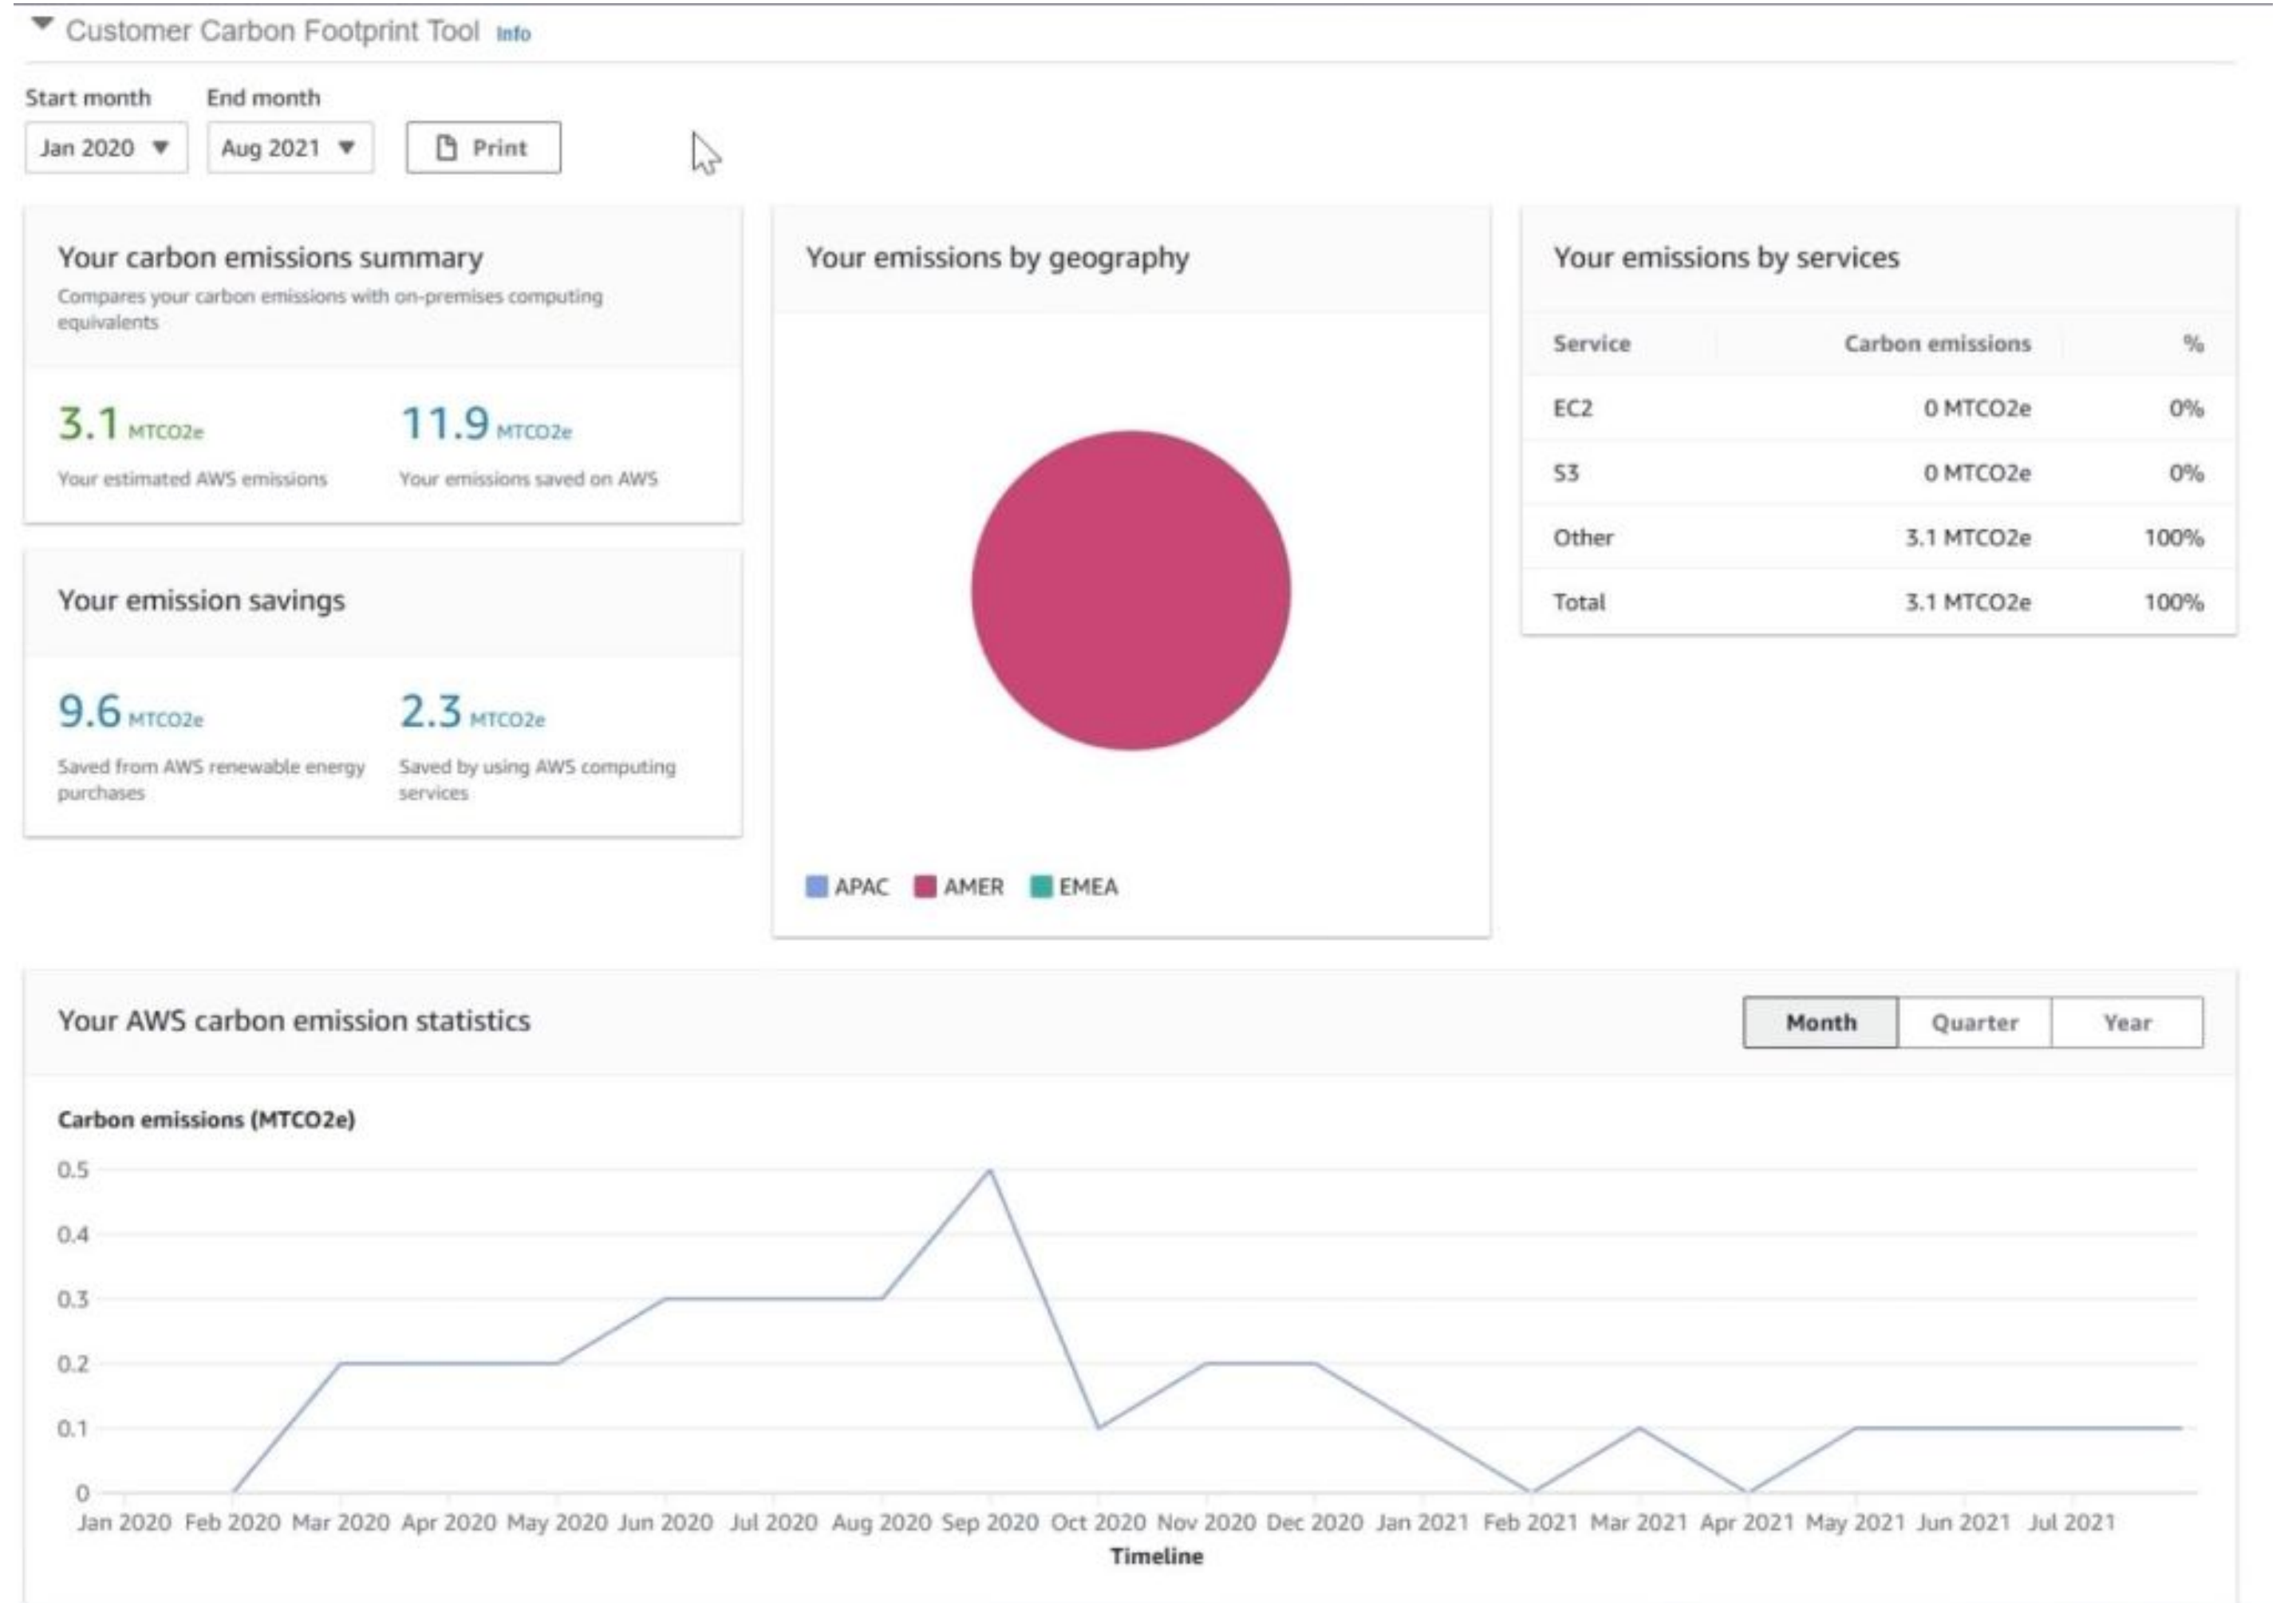 Customer Carbon Footprint Tool Info
Start month End month
Jan 2020 Aug 2021 Print
Your carbon emissions summary
Compares your carbon emissions with on-premises computing
equivalents
3.1 MTCO2e 11.9 MTCO2e
Your estimated AWS emissions Your emissions saved on AWS
Your emission savings
9.6 MTCO2e 2.3 MTCO2e
Saved from AWS renewable energy Saved by using AWS computing
purchases services
Your emissions by geography
APAC AMER EMEA
Your emissions by services
Service Carbon emissions %
EC2 0 MTCO2e 0%
S3 0 MTCO2e 0%
Other 3.1 MTCO2e 100%
Total 3.1 MTCO2e 100%
Your AWS carbon emission statistics Month Quarter Year
Carbon emissions (MTCO2e)
0.5
0.4
0.3
0.2
0.1
0
Jan 2020 Feb 2020 Mar 2020 Apr 2020 May 2020 Jun 2020 Jul 2020 Aug 2020 Sep 2020 Oct 2020 Nov 2020 Dec 2020 Jan 2021 Feb 2021 Mar 2021 Apr 2021 May 2021 Jun 2021 Jul 2021
Timeline